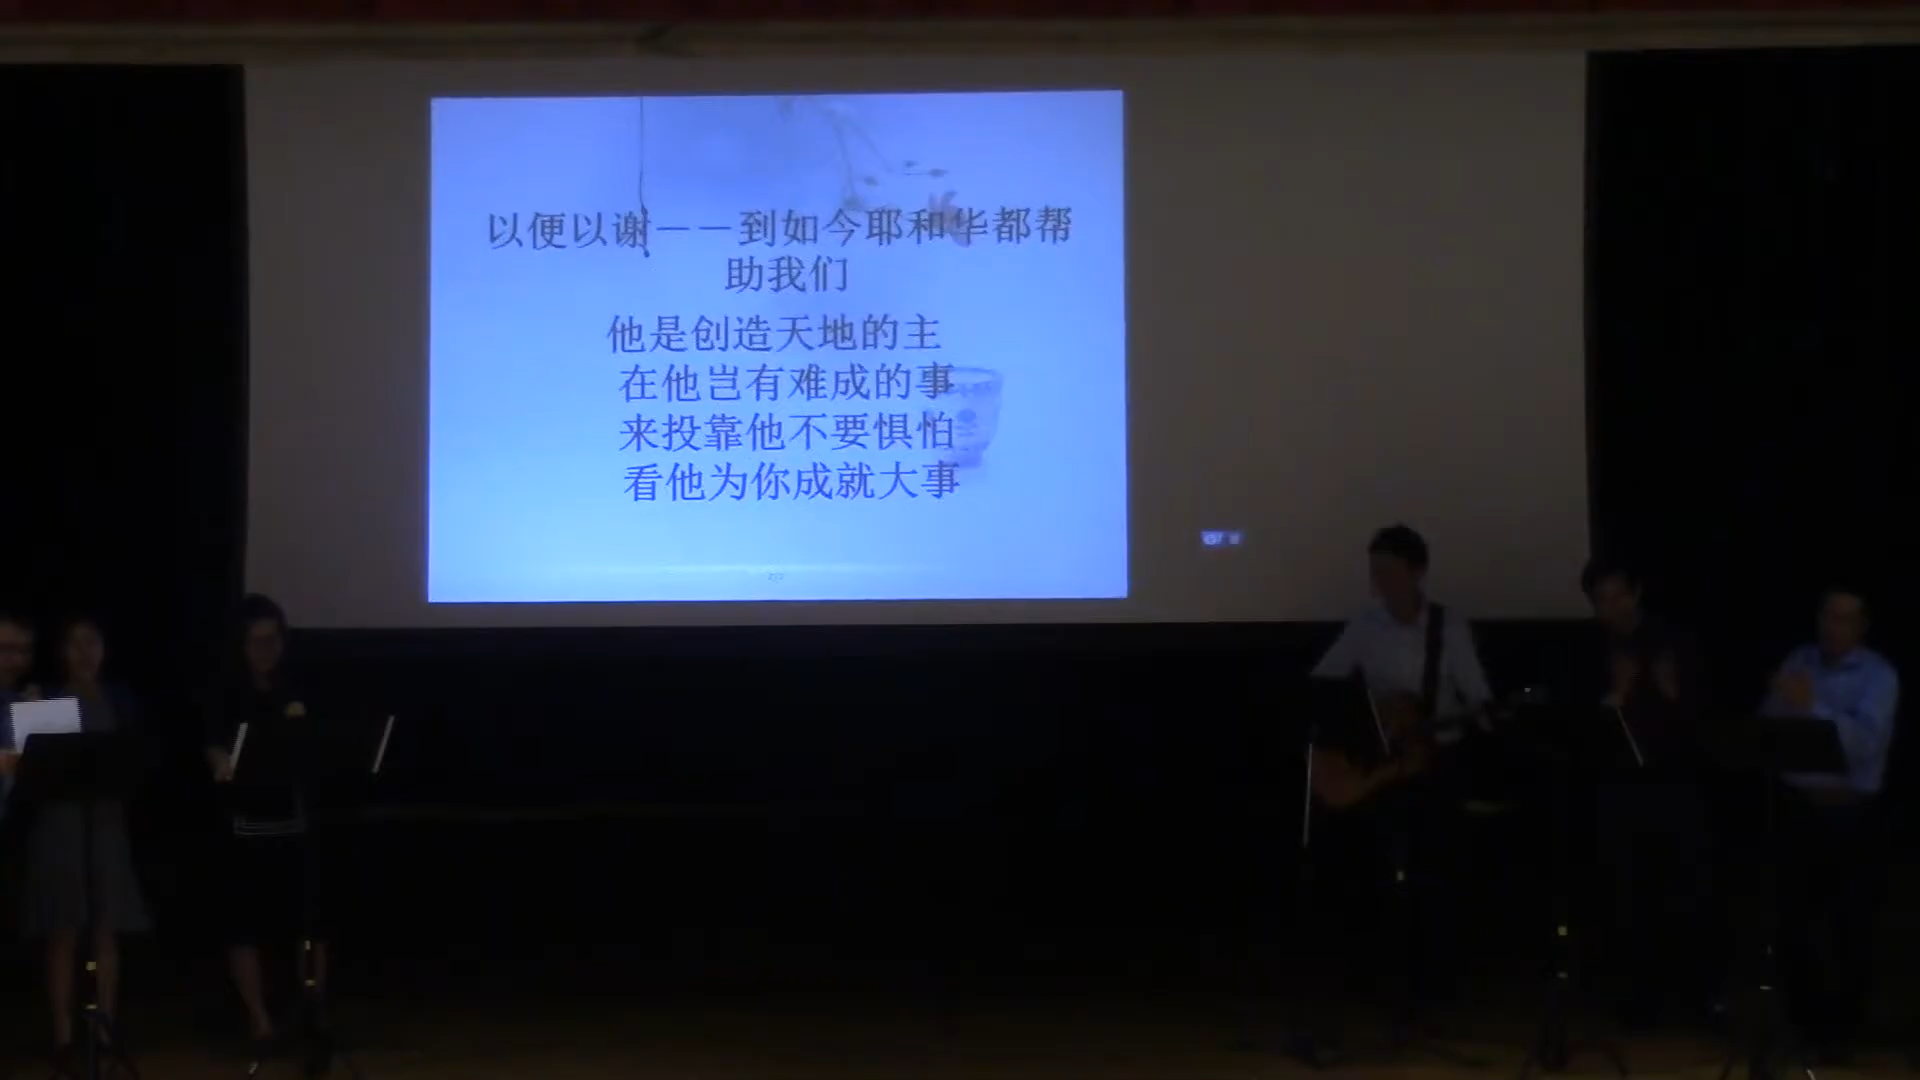 以便以谢——到如今耶和华都帮
助我们
他是创造天地的主
在他岂有难成的事
来投靠他不要惧怕
看他为你成就大事